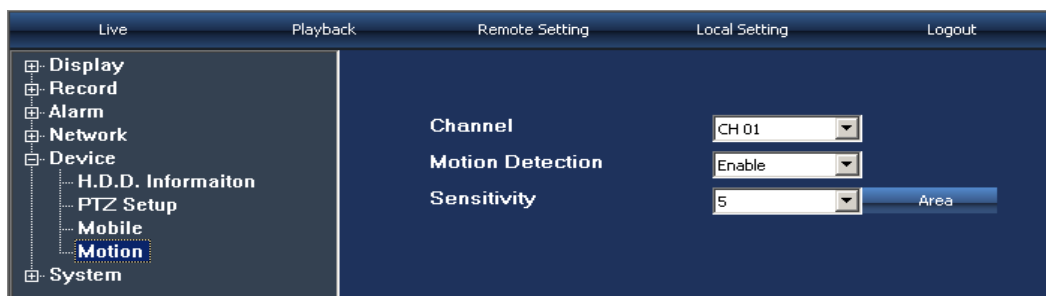 Live Playback Remote Setting Local Setting Logout
Display
Record
Alarm
Network
Device
H.D.D. Informaiton
PTZ Setup
Mobile
Motion
System
Channel CH 01
Motion Detection Enable
Sensitivity 5 Area